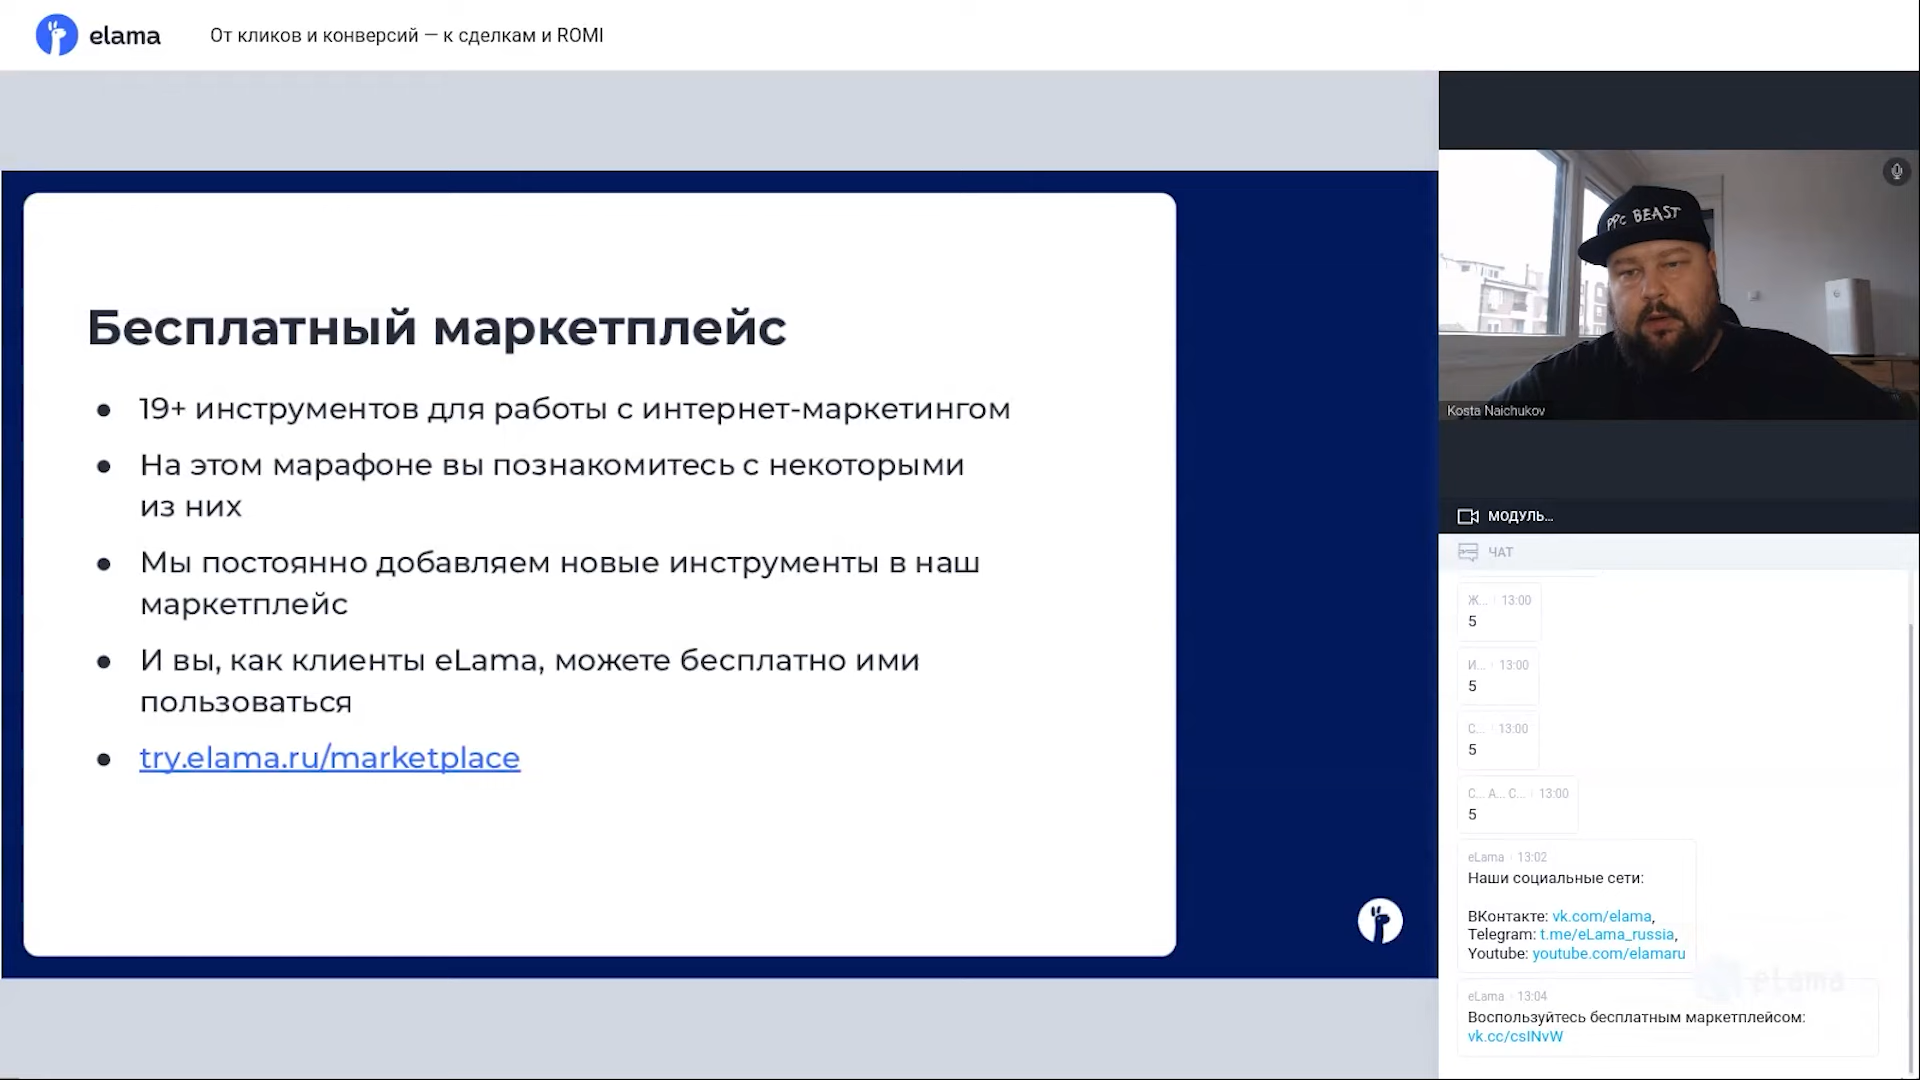 elama
От кликов и конверсий — к сделкам и ROMI
Бесплатный маркетплейс
● 19+ инструментов для работы с интернет-маркетингом
● На этом марафоне вы познакомитесь с некоторыми
из них
● Мы постоянно добавляем новые инструменты в наш
маркетплейс
● И вы, как клиенты eLama, можете бесплатно ими
пользоваться
● try.elama.ru/marketplace
PPC BEAST
Kosta Naichukov
МОДУЛЬ...
ЧАТ
Ж... 13:00
5
И... 13:00
5
С... 13:00
5
С... А... С... 13:00
5
eLama 13:02
Наши социальные сети:
ВКонтакте: vk.com/elama,
Telegram: t.me/eLama_russia,
Youtube: youtube.com/elamaru
eLama
eLama 13:04
Воспользуйтесь бесплатным маркетплейсом:
vk.cc/csINvW